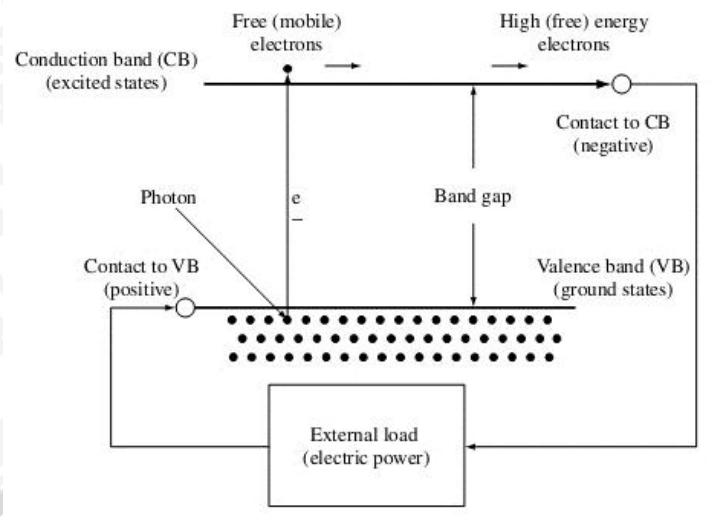 Free (mobile)
electrons
High (free) energy
electrons
Conduction band (CB)
(excited states)
Contact to CB
(negative)
Photon
e
Band gap
Contact to VB
(positive)
Valence band (VB)
(ground states)
External load
(electric power)